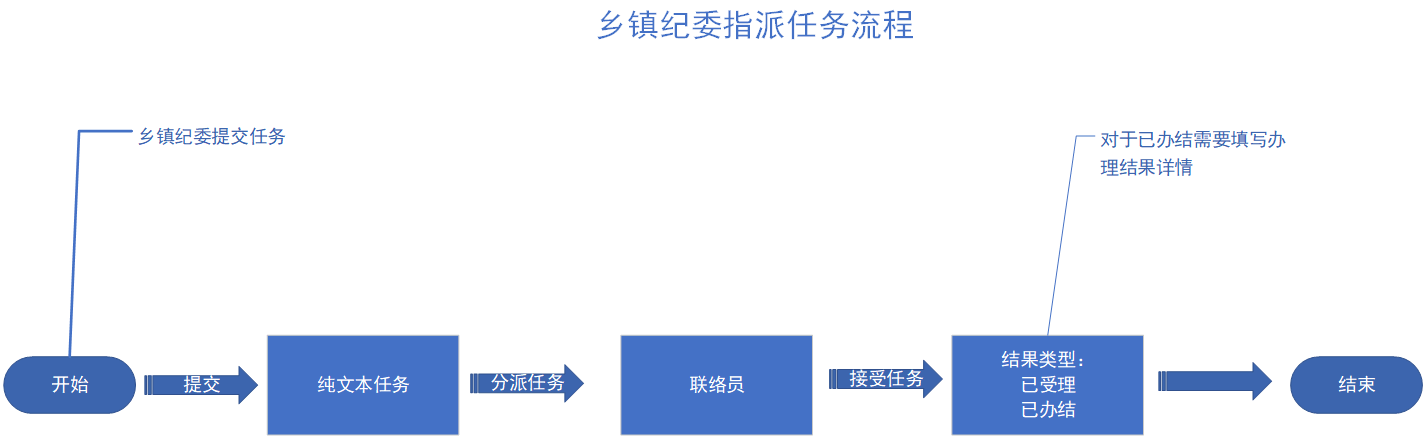 乡镇纪委指派任务流程
乡镇纪委提交任务
对于已办结需要填写办
理结果详情
开始
提交
纯文本任务
分派任务
联络员
接受任务
结果类型：
已受理
已办结
结束